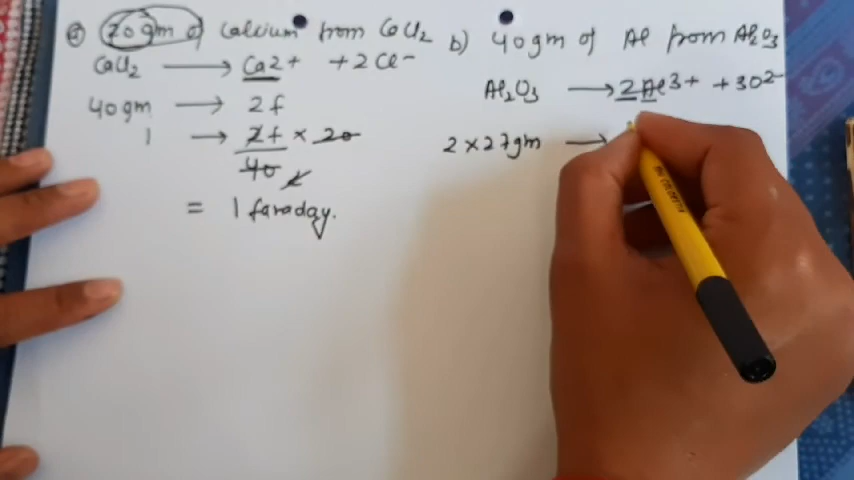 a) 20gm of Calcium from CaCl2
CaCl2 ⟶ Ca2+ + 2Cl-
40gm ⟶ 2f
1 ⟶ 2f × 20
40 2
= 1 faraday.
b) 40gm of Al from Al2O3
Al2O3 ⟶ 2Al3+ + 3O2-
2 × 27gm ⟶